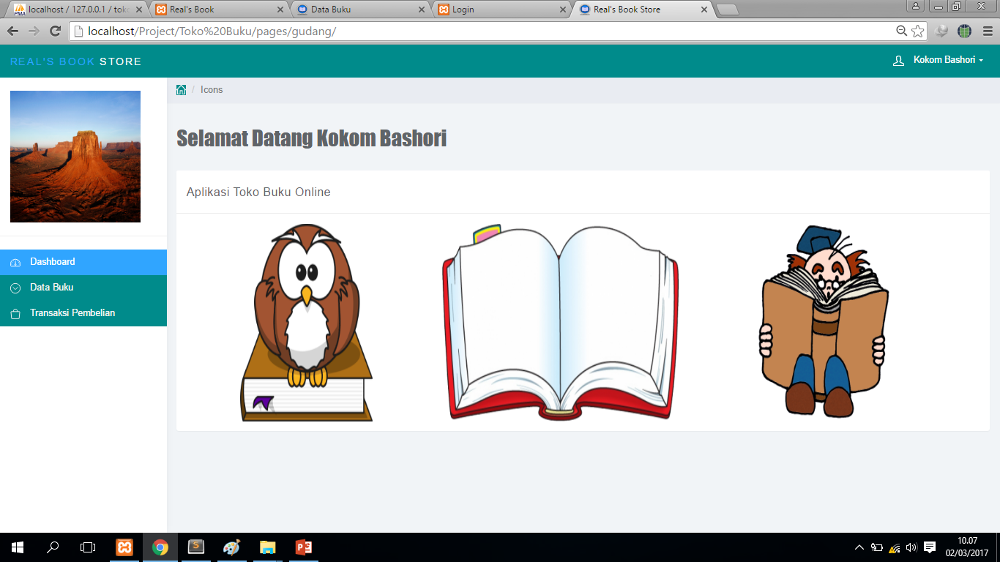 localhost / 127.0.0.1 / toko
Real's Book
Data Buku
Login
Real's Book Store
localhost/Project/Toko%20Buku/pages/gudang/
REAL'S BOOK STORE
Kokom Bashori
/ Icons
Selamat Datang Kokom Bashori
Aplikasi Toko Buku Online
Dashboard
Data Buku
Transaksi Pembelian
10.07
02/03/2017